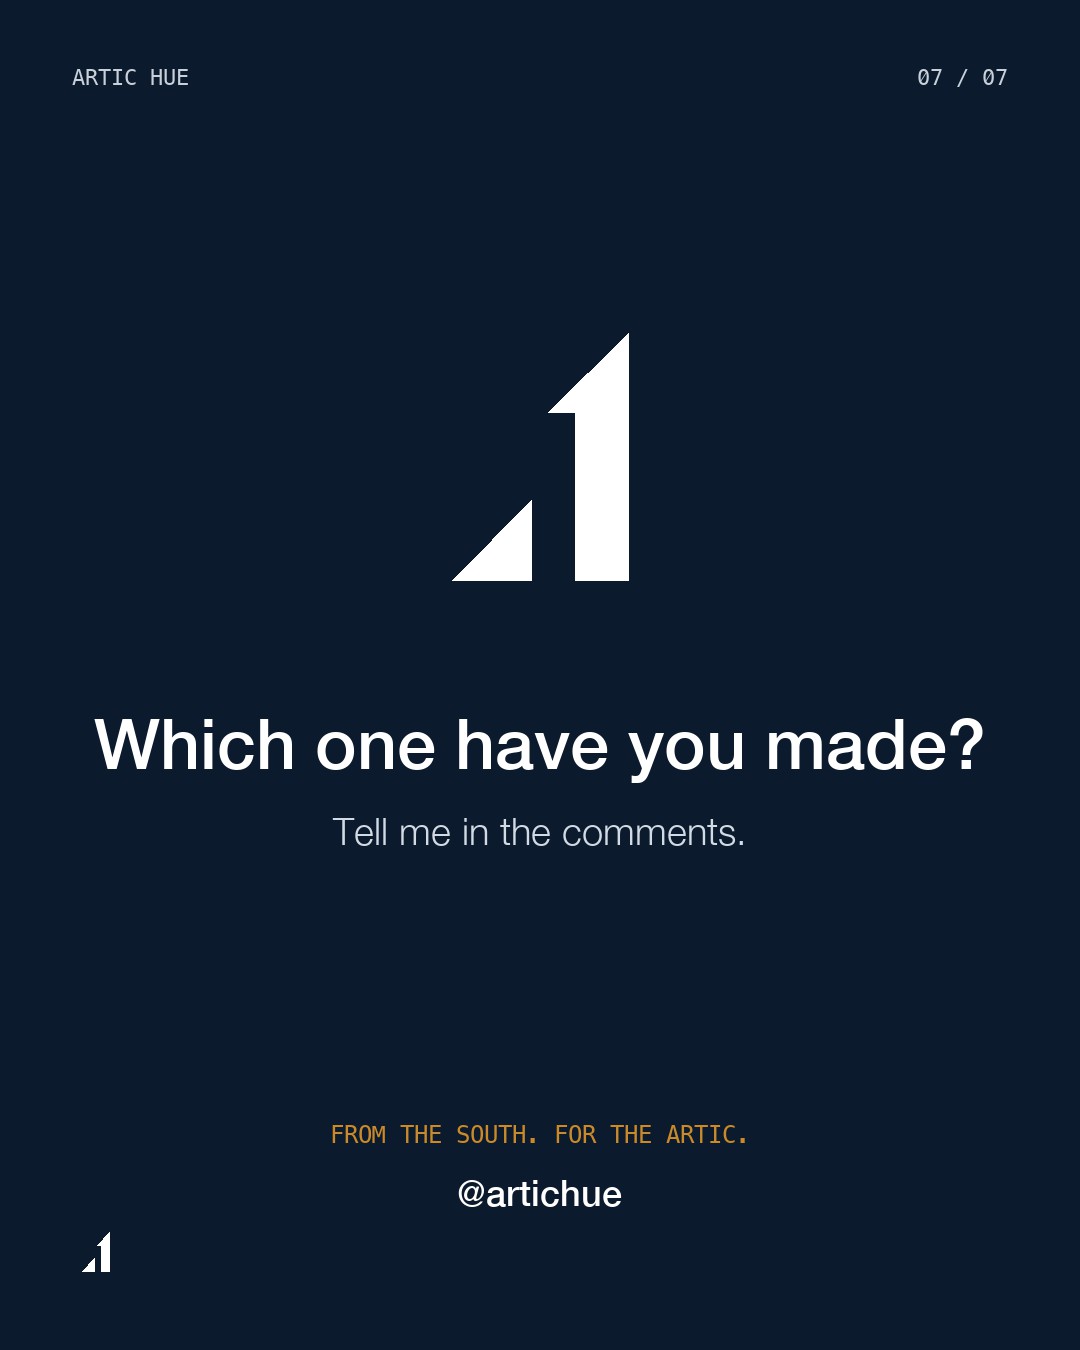 ARTIC HUE
07 / 07
Which one have you made?
Tell me in the comments.
FROM THE SOUTH. FOR THE ARTIC.
@artichue